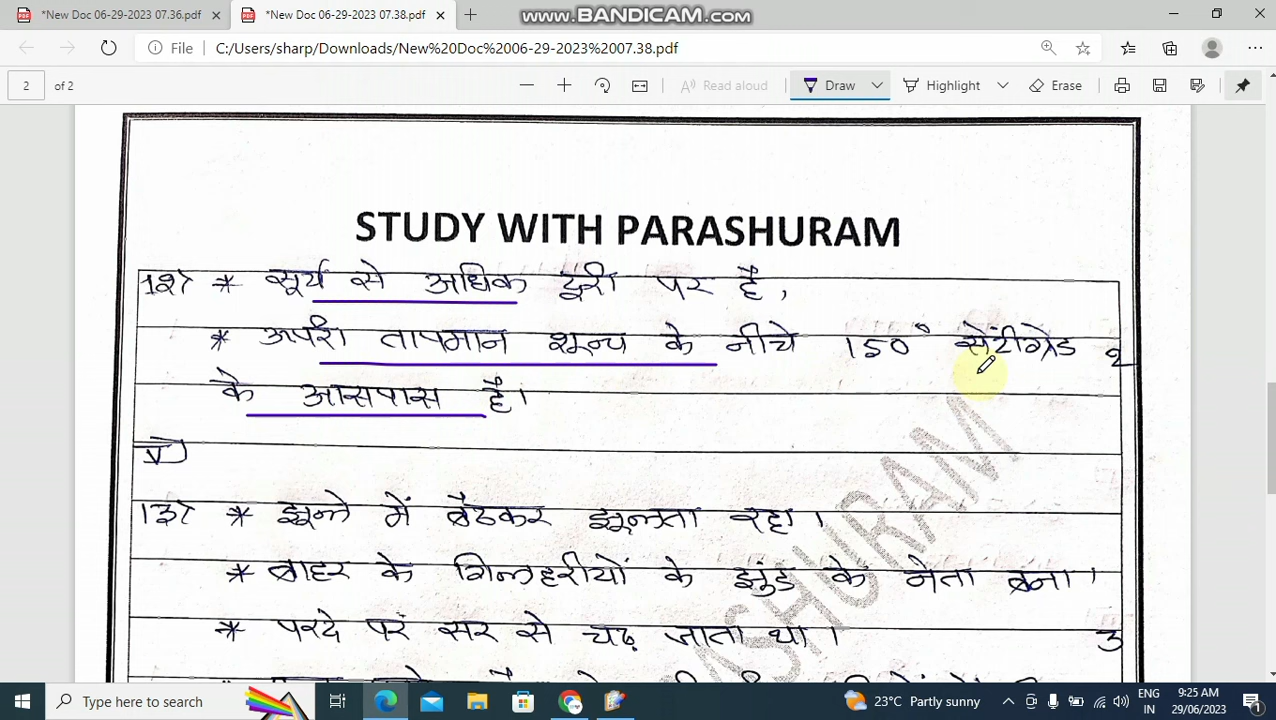 *New Doc 06-29-2023 07.36.pdf
*New Doc 06-29-2023 07.38.pdf
www.BANDICAM.com
File C:/Users/sharp/Downloads/New%20Doc%2006-29-2023%2007.38.pdf
2 of 2 Read aloud Draw Highlight Erase
STUDY WITH PARASHURAM
12> * सूर्य से अधिक दूरी पर है,
* ऊपरी तापमान शून्य के नीचे 150° सेंटीग्रेड २
के आसपास है।
V
13> * झूले में बैठकर झूलता रहा।
* बाहर के गिलहरीयों के झुंड के नेता बना।
* परदे पर सर से चढ़ जाता था। 3
ASHURAM
Type here to search
23°C Partly sunny
ENG
IN
9:25 AM
29/06/2023